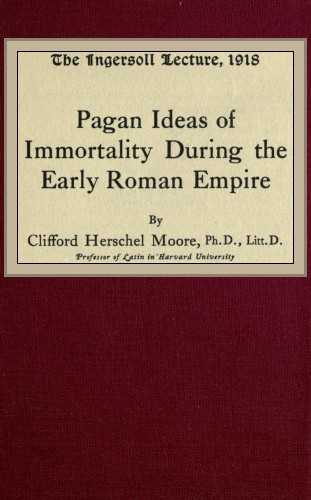 The Ingersoll Lecture, 1918
Pagan Ideas of
Immortality During the
Early Roman Empire
By
Clifford Herschel Moore, Ph.D., Litt.D.
Professor of Latin in Harvard University